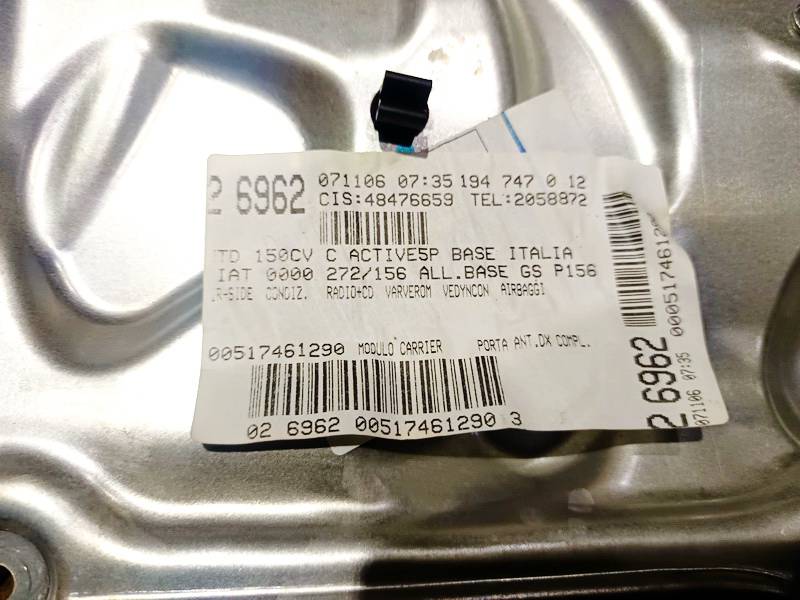 2 6962 071106 07:35 194 747 0 12
CIS:48476659 TEL:2058872
TD 150CV C ACTIVE5P BASE ITALIA
IAT 0000 272/156 ALL.BASE GS P156
R+SIDE CONDIZ. RADIO+CD VARVEROM VEDYNCON AIRBAGGI
00517461290 MODULO CARRIER PORTA ANT.DX COMPL.
02 6962 00517461290 3
2 6962
071106 07:35
0005174612